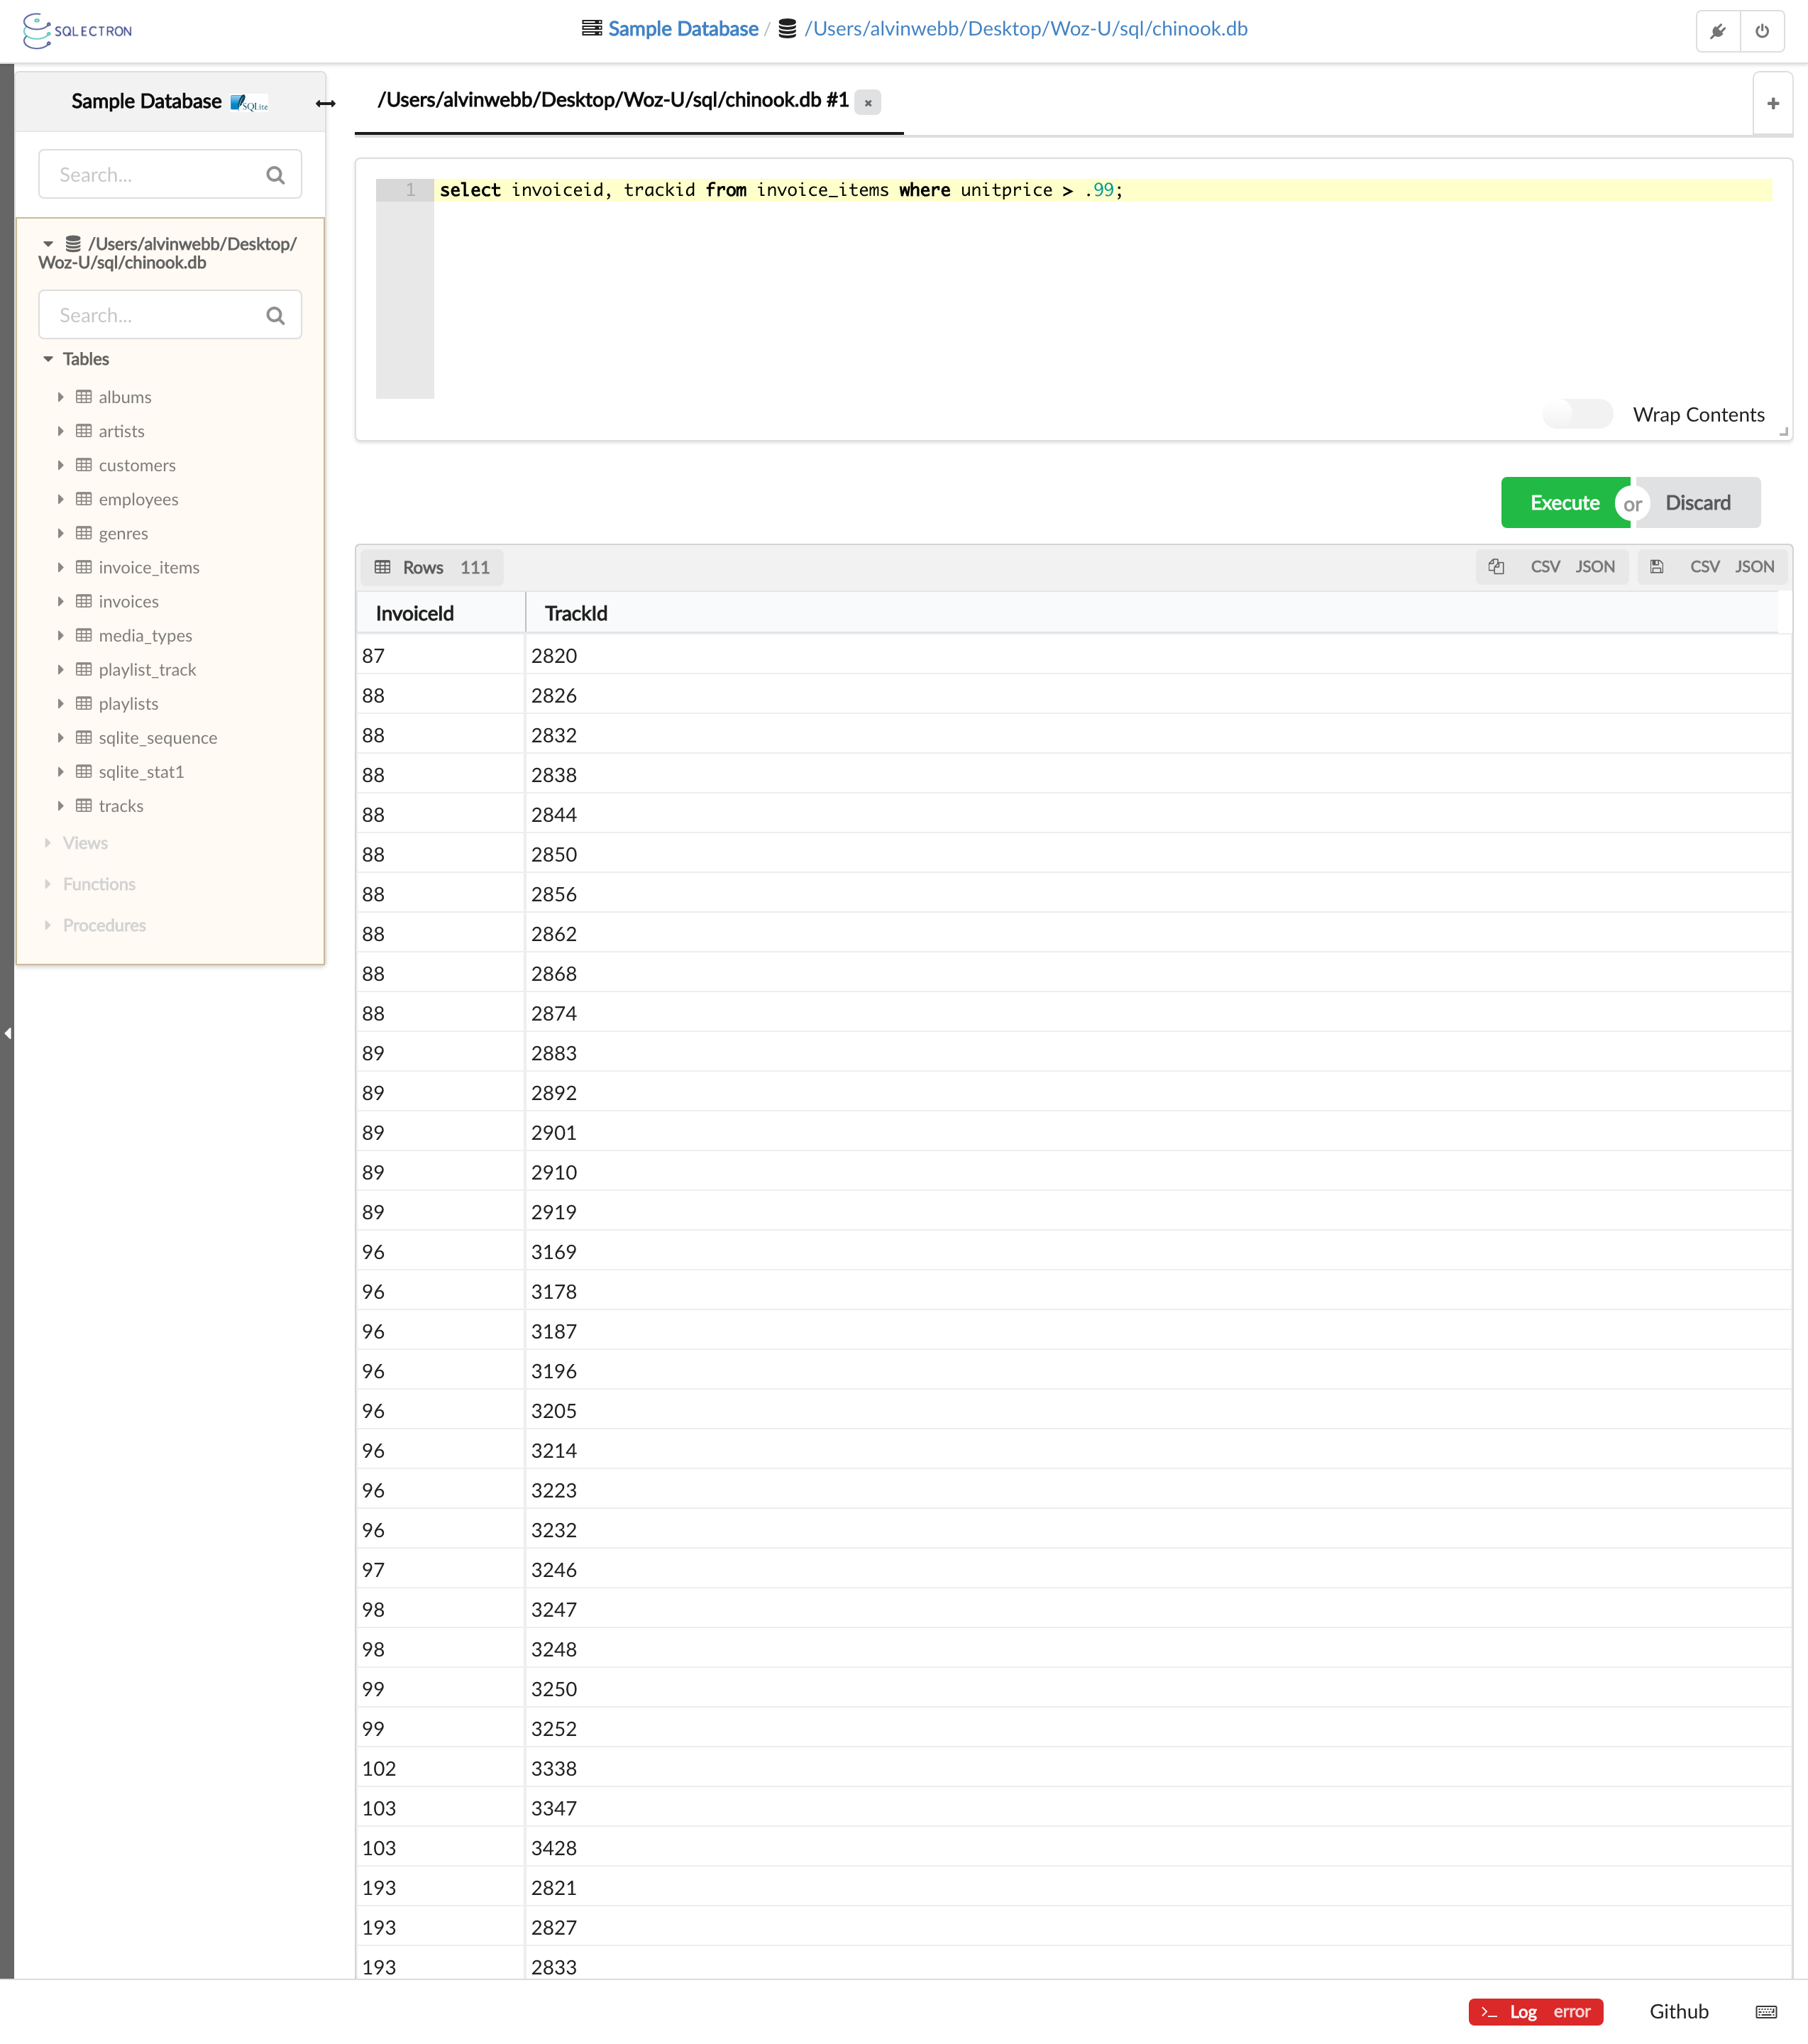 SQLECTRON
Sample Database / /Users/alvinwebb/Desktop/Woz-U/sql/chinook.db
Sample Database SQLite
/Users/alvinwebb/Desktop/Woz-U/sql/chinook.db #1
Search...
/Users/alvinwebb/Desktop/
Woz-U/sql/chinook.db
Search...
Tables
albums
artists
customers
employees
genres
invoice_items
invoices
media_types
playlist_track
playlists
sqlite_sequence
sqlite_stat1
tracks
Views
Functions
Procedures
1 select invoiceid, trackid from invoice_items where unitprice > .99;
Wrap Contents
Execute or Discard
Rows 111 CSV JSON CSV JSON
InvoiceId TrackId
87 2820
88 2826
88 2832
88 2838
88 2844
88 2850
88 2856
88 2862
88 2868
88 2874
89 2883
89 2892
89 2901
89 2910
89 2919
96 3169
96 3178
96 3187
96 3196
96 3205
96 3214
96 3223
96 3232
97 3246
98 3247
98 3248
99 3250
99 3252
102 3338
103 3347
103 3428
193 2821
193 2827
193 2833
>_ Log error Github